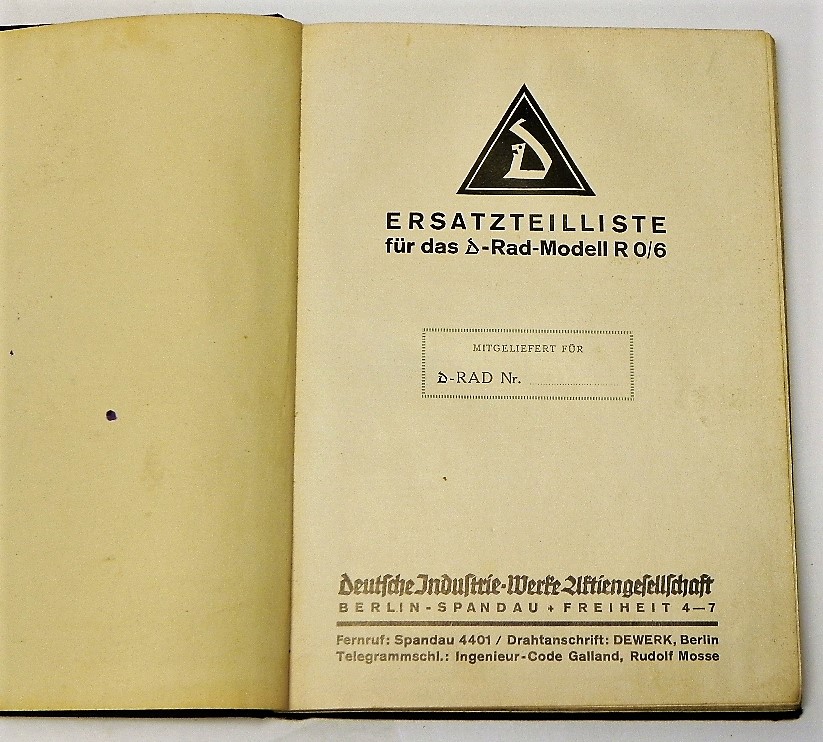 ERSATZTEILLISTE
für das D-Rad-Modell R 0/6
MITGELIEFERT FÜR
D-RAD Nr.
Deutsche Industrie-Werke Aktiengesellschaft
BERLIN-SPANDAU + FREIHEIT 4—7
Fernruf: Spandau 4401 / Drahtanschrift: DEWERK, Berlin
Telegrammschl.: Ingenieur-Code Galland, Rudolf Mosse